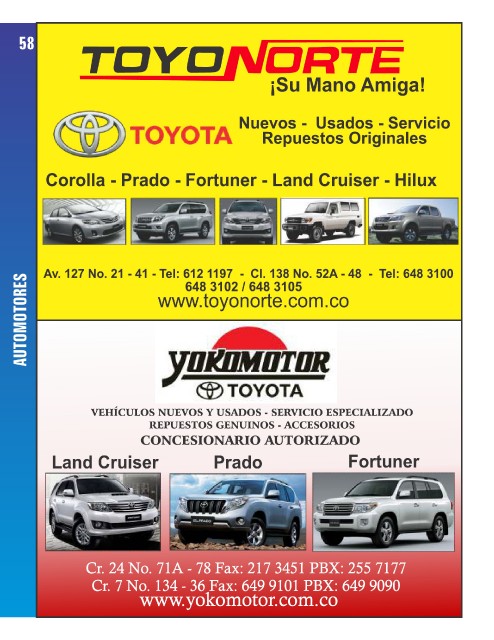 58
AUTOMOTORES
TOYONORTE
¡Su Mano Amiga!
TOYOTA
Nuevos - Usados - Servicio
Repuestos Originales
Corolla - Prado - Fortuner - Land Cruiser - Hilux
Av. 127 No. 21 - 41 - Tel: 612 1197 - Cl. 138 No. 52A - 48 - Tel: 648 3100
648 3102 / 648 3105
www.toyonorte.com.co
YOKOMOTOR
TOYOTA
VEHÍCULOS NUEVOS Y USADOS - SERVICIO ESPECIALIZADO
REPUESTOS GENUINOS - ACCESORIOS
CONCESIONARIO AUTORIZADO
Land Cruiser Prado Fortuner
Cr. 24 No. 71A - 78 Fax: 217 3451 PBX: 255 7177
Cr. 7 No. 134 - 36 Fax: 649 9101 PBX: 649 9090
www.yokomotor.com.co